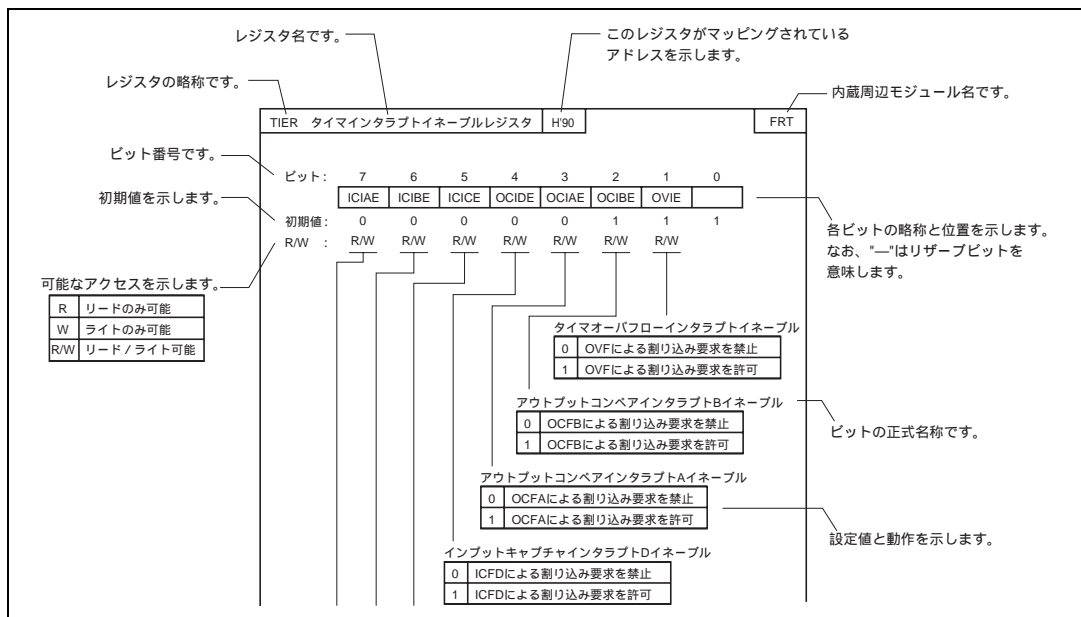 レジスタ名です。
このレジスタがマッピングされている
アドレスを示します。
レジスタの略称です。
内蔵周辺モジュール名です。
TIER タイマインタラプトイネーブルレジスタ H'90 FRT
ビット番号です。
ビット: 7 6 5 4 3 2 1 0
初期値を示します。
ICIAE ICIBE ICICE OCIDE OCIAE OCIBE OVIE
初期値: 0 0 0 0 0 1 1 1
R/W : R/W R/W R/W R/W R/W R/W R/W
各ビットの略称と位置を示します。
なお、"―"はリザーブビットを
意味します。
可能なアクセスを示します。
R リードのみ可能
W ライトのみ可能
R/W リード / ライト可能
タイマオーバフローインタラプトイネーブル
0 OVFによる割り込み要求を禁止
1 OVFによる割り込み要求を許可
アウトプットコンペアインタラプトBイネーブル
0 OCFBによる割り込み要求を禁止
1 OCFBによる割り込み要求を許可
ビットの正式名称です。
アウトプットコンペアインタラプトAイネーブル
0 OCFAによる割り込み要求を禁止
1 OCFAによる割り込み要求を許可
設定値と動作を示します。
インプットキャプチャインタラプトDイネーブル
0 ICFDによる割り込み要求を禁止
1 ICFDによる割り込み要求を許可